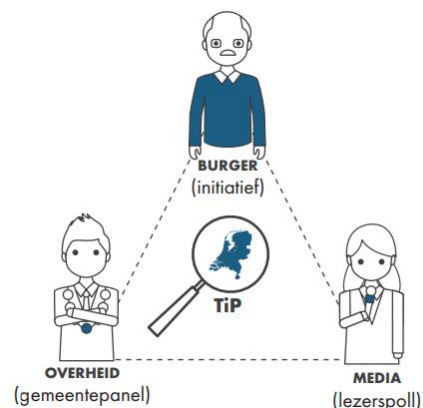 BURGER
(initiatief)
TiP
OVERHEID
(gemeentepanel)
MEDIA
(lezerspoll)